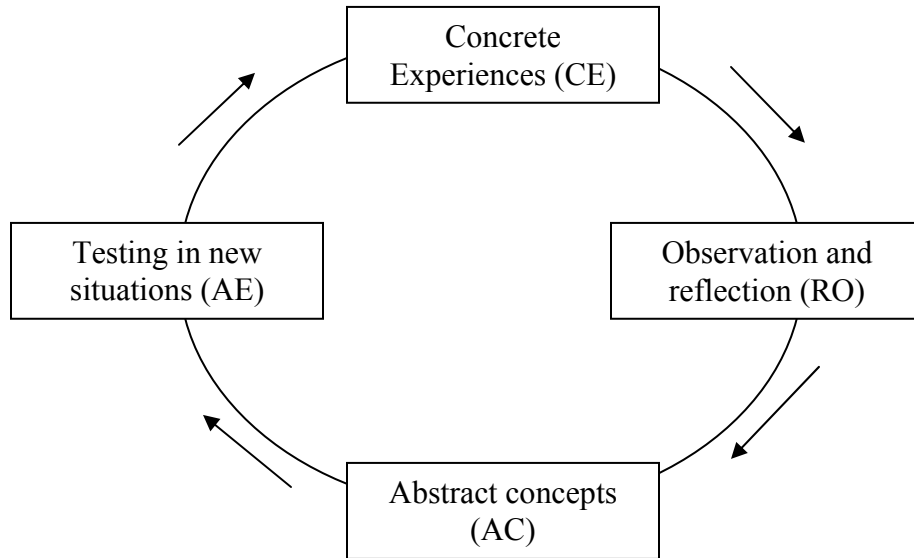 Concrete
Experiences (CE)
Testing in new
situations (AE)
Observation and
reflection (RO)
Abstract concepts
(AC)